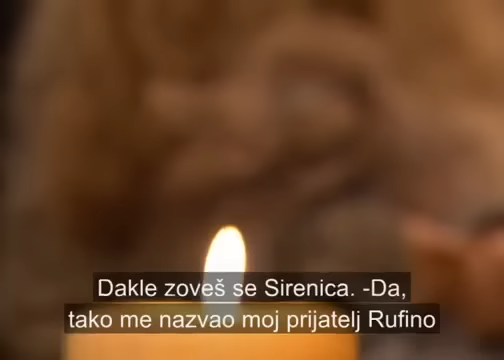 Dakle zoveš se Sirenica. -Da,
tako me nazvao moj prijatelj Rufino